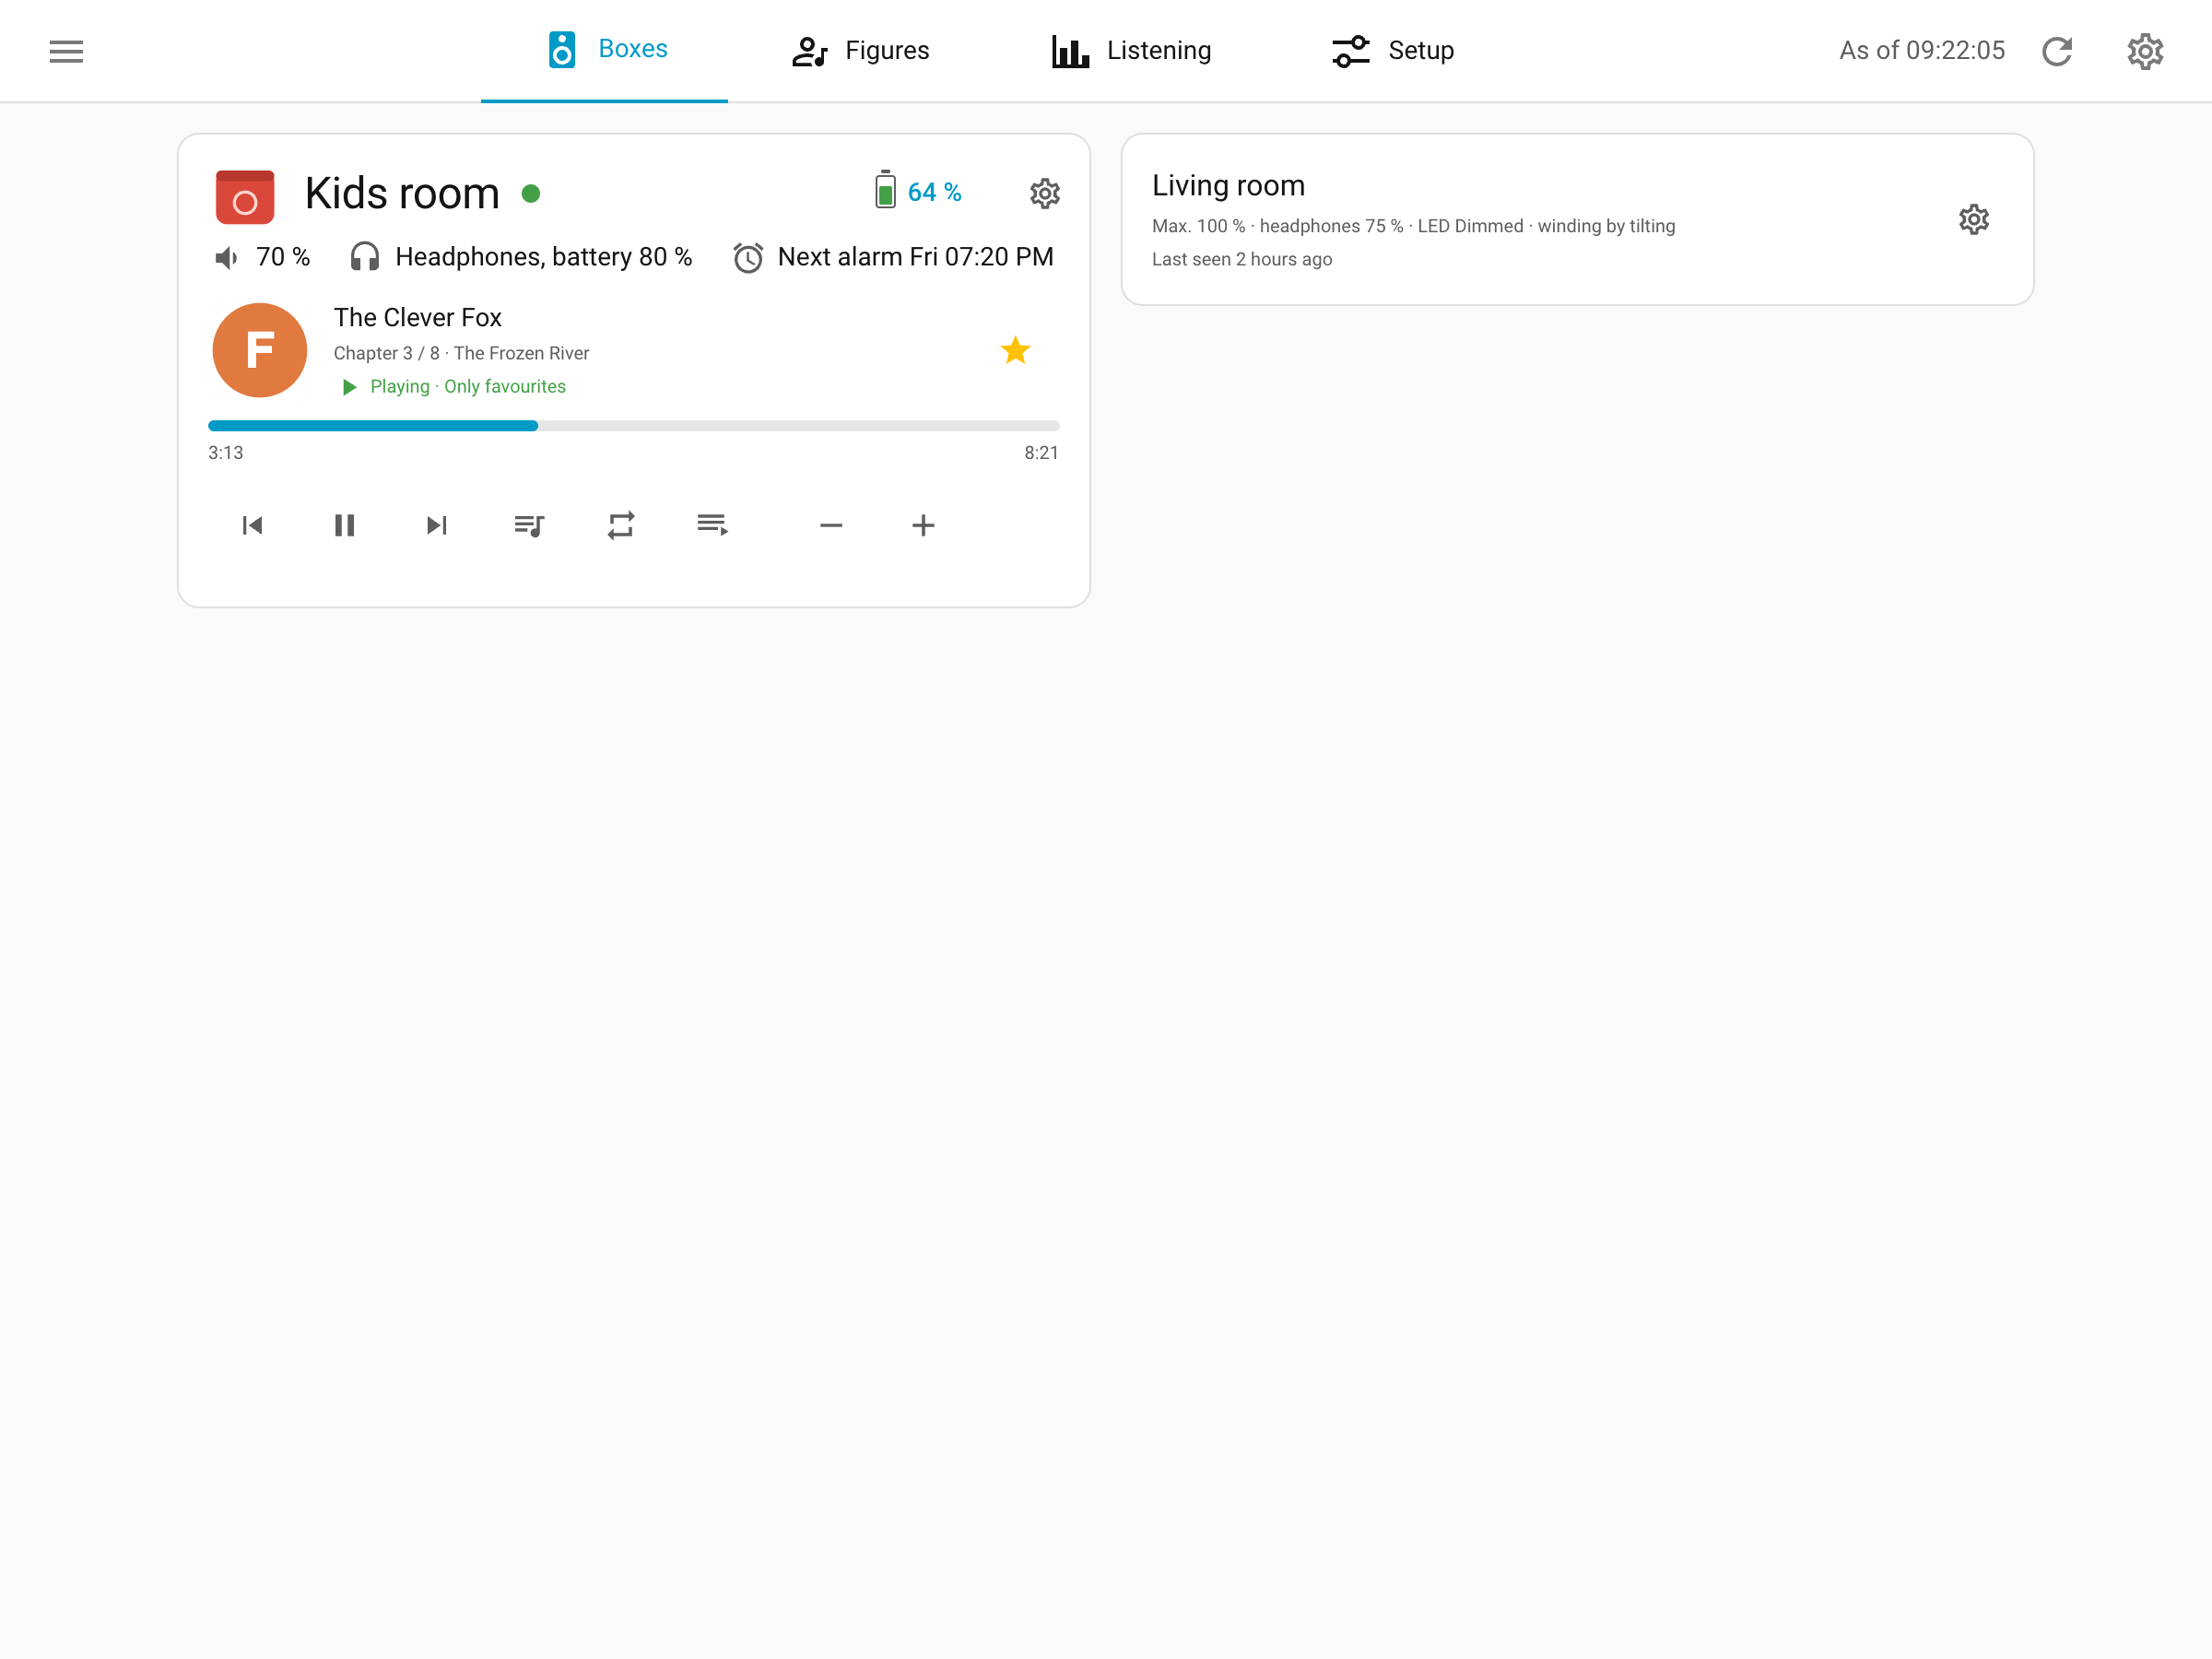 Boxes
Figures
Listening
Setup
As of 09:22:05
Kids room
64 %
70 %
Headphones, battery 80 %
Next alarm Fri 07:20 PM
F
The Clever Fox
Chapter 3 / 8 · The Frozen River
Playing · Only favourites
3:13
8:21
Living room
Max. 100 % · headphones 75 % · LED Dimmed · winding by tilting
Last seen 2 hours ago